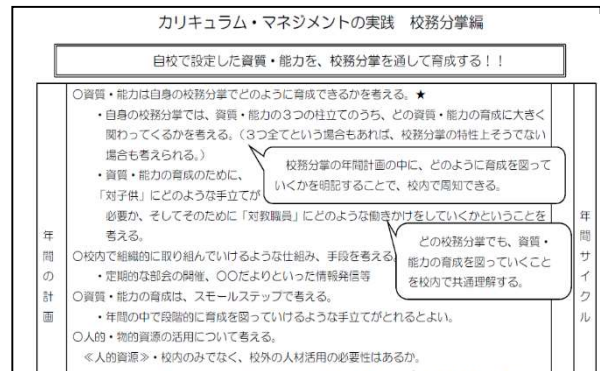 カリキュラム・マネジメントの実践　校務分掌編
自校で設定した資質・能力を、校務分掌を通して育成する！！
年間の計画
○資質・能力は自身の校務分掌でどのように育成できるかを考える。★
・自身の校務分掌では、資質・能力の３つの柱立てのうち、どの資質・能力の育成に大きく
関わってくるかを考える。（３つ全てという場合もあれば、校務分掌の特性上そうでない
場合も考えられる。）
・資質・能力の育成のために、
「対子供」にどのような手立てが
必要か、そしてそのために「対教職員」にどのような働きかけをしていくかということを
考える。
校務分掌の年間計画の中に、どのように育成を図って
いくかを明記することで、校内で周知できる。
○校内で組織的に取り組んでいけるような仕組み、手段を考える。
・定期的な部会の開催、○○だよりといった情報発信等
どの校務分掌でも、資質・
能力の育成を図っていくこと
を校内で共通理解する。
○資質・能力の育成は、スモールステップで考える。
・年間の中で段階的に育成を図っていけるような手立てがとれるとよい。
○人的・物的資源の活用について考える。
≪人的資源≫・校内のみでなく、校外の人材活用の必要性はあるか。
年間サイクル